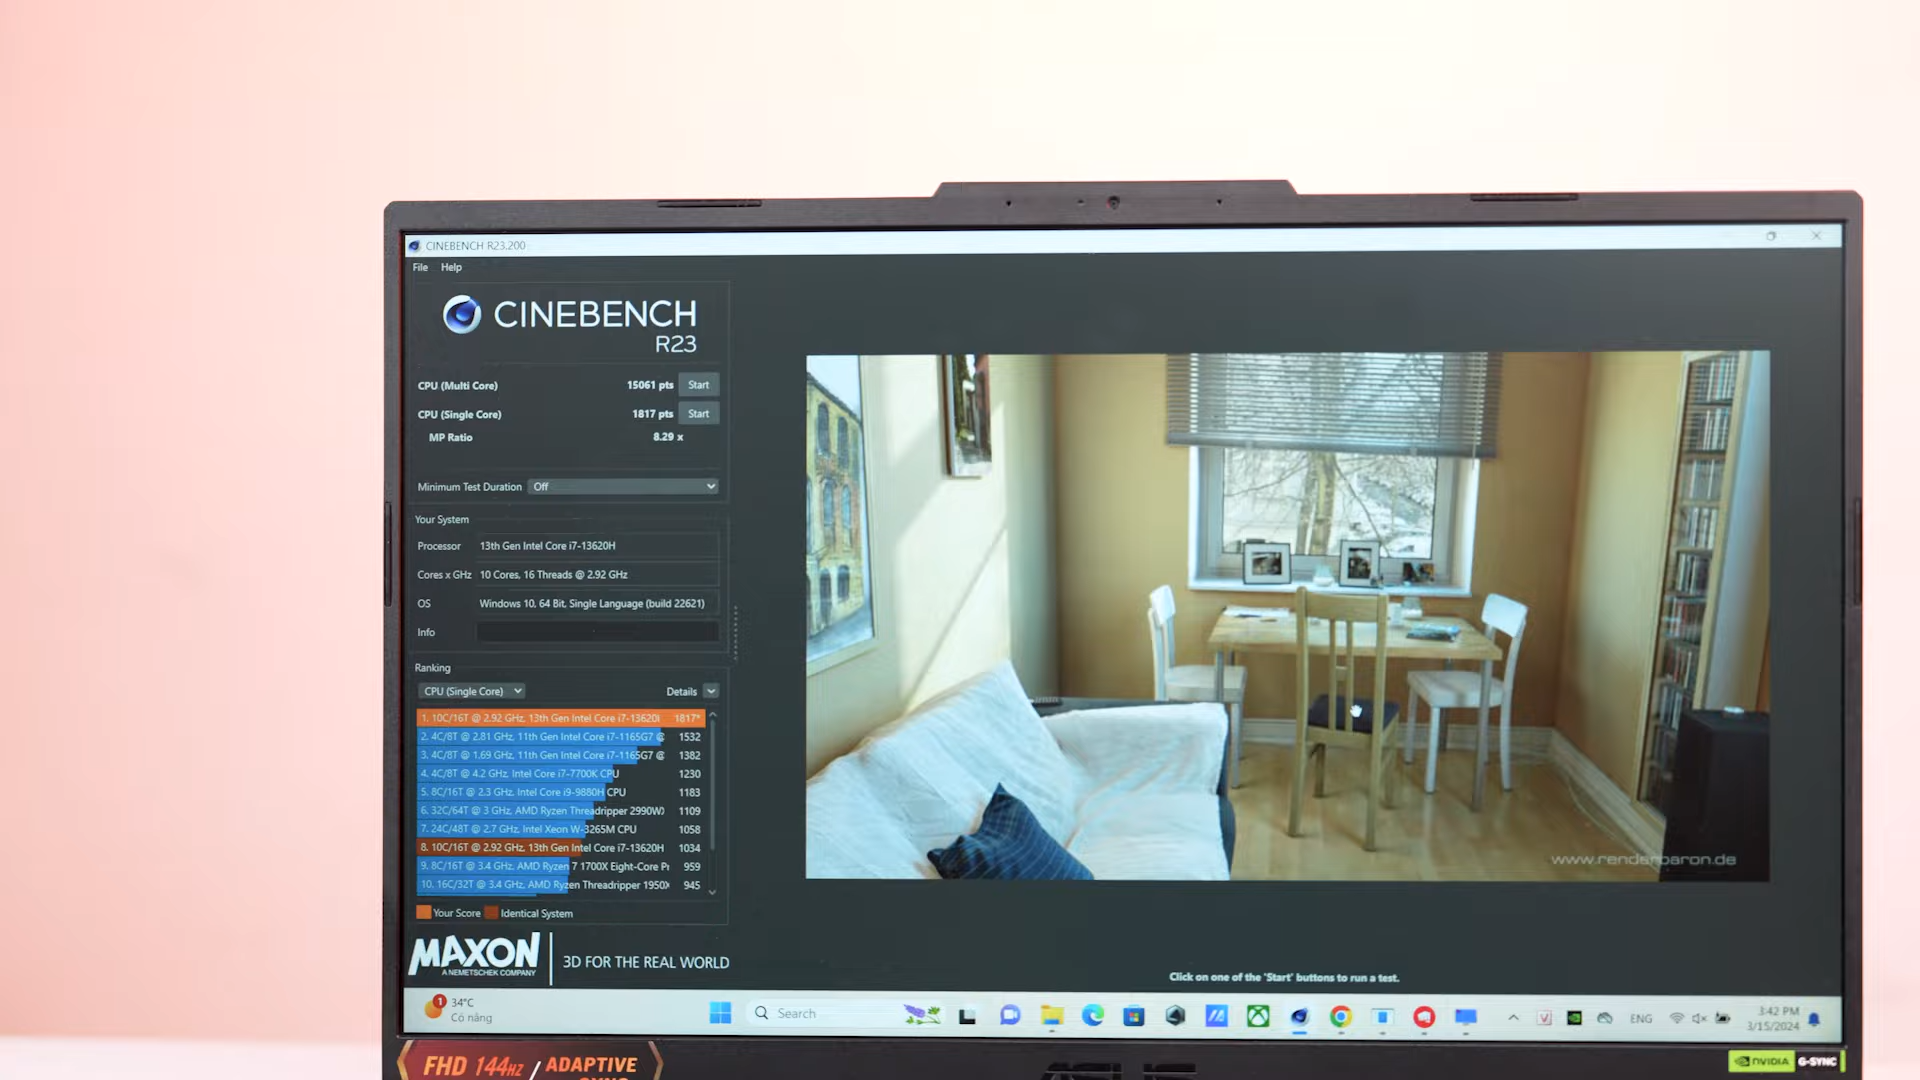 CINEBENCH R23.200
File Help
CINEBENCH
R23
CPU (Multi Core) 15061 pts Start
CPU (Single Core) 1817 pts Start
MP Ratio 8.29 x
Minimum Test Duration Off
Your System
Processor 13th Gen Intel Core i7-13620H
Cores x GHz 10 Cores, 16 Threads @ 2.92 GHz
OS Windows 10, 64 Bit, Single Language (build 22621)
Info
Ranking
CPU (Single Core) Details
1. 10C/16T @ 2.92 GHz, 13th Gen Intel Core i7-13620 1817*
2. 4C/8T @ 2.81 GHz, 11th Gen Intel Core i7-1165G7 @ 1532
3. 4C/8T @ 1.69 GHz, 11th Gen Intel Core i7-1165G7 @ 1382
4. 4C/8T @ 4.2 GHz, Intel Core i7-7700K CPU 1230
5. 8C/16T @ 2.3 GHz, Intel Core i9-9880H CPU 1183
6. 32C/64T @ 3 GHz, AMD Ryzen Threadripper 2990W 1109
7. 24C/48T @ 2.7 GHz, Intel Xeon W-3265M CPU 1058
8. 10C/16T @ 2.92 GHz, 13th Gen Intel Core i7-13620H 1034
9. 8C/16T @ 3.4 GHz, AMD Ryzen 7 1700X Eight-Core Pr 959
10. 16C/32T @ 3.4 GHz, AMD Ryzen Threadripper 1950X 945
Your Score Identical System
MAXON
A NEMETSCHEK COMPANY
3D FOR THE REAL WORLD
www.renderbaron.de
Click on one of the 'Start' buttons to run a test.
1
34°C
Có nắng
Search
ENG
3:42 PM
3/15/2024
FHD 144HZ / ADAPTIVE
SYNC
NVIDIA G-SYNC